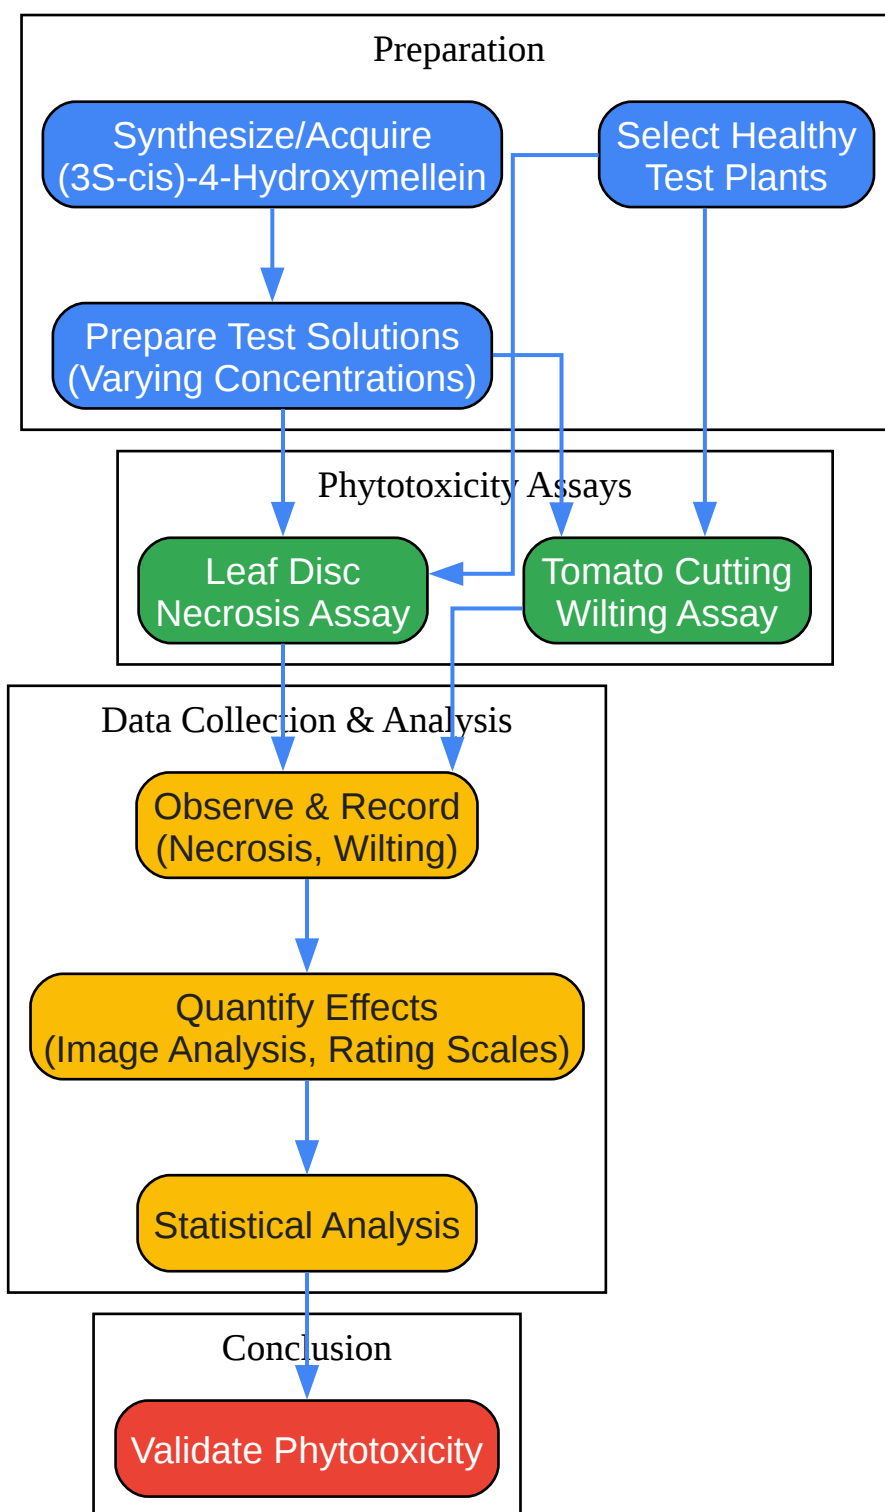 Preparation
Synthesize/Acquire
(3S-cis)-4-Hydroxymellein
Select Healthy
Test Plants
Prepare Test Solutions
(Varying Concentrations)
Phytotoxicity Assays
Leaf Disc
Necrosis Assay
Tomato Cutting
Wilting Assay
Data Collection & Analysis
Observe & Record
(Necrosis, Wilting)
Quantify Effects
(Image Analysis, Rating Scales)
Statistical Analysis
Conclusion
Validate Phytotoxicity